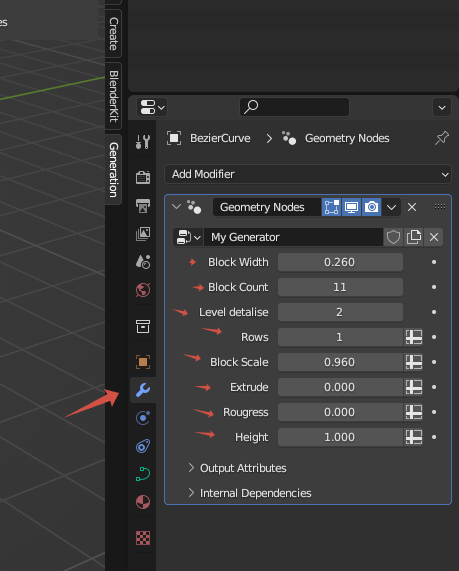 es
Create
BlenderKit
Generation
BezierCurve > Geometry Nodes
Add Modifier
Geometry Nodes
My Generator
Block Width 0.260
Block Count 11
Level detalise 2
Rows 1
Block Scale 0.960
Extrude 0.000
Rougress 0.000
Height 1.000
Output Attributes
Internal Dependencies